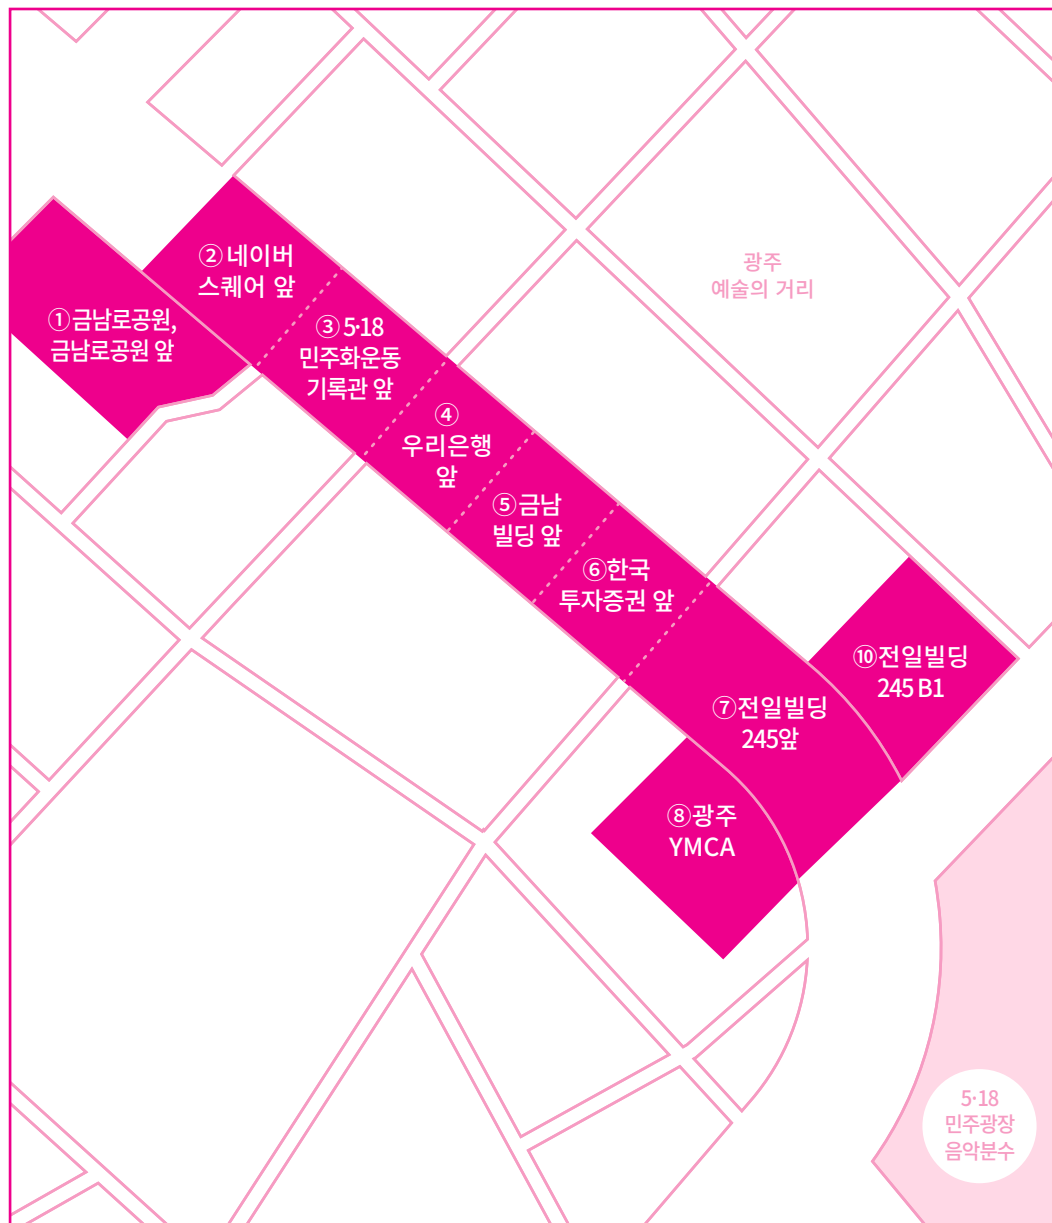 ② 네이버
스퀘어 앞
광주
예술의 거리
① 금남로공원,
금남로공원 앞
③ 5·18
민주화운동
기록관 앞
④
우리은행
앞
⑤ 금남
빌딩 앞
⑥ 한국
투자증권 앞
⑩ 전일빌딩
245 B1
⑦ 전일빌딩
245앞
⑧ 광주
YMCA
5·18
민주광장
음악분수